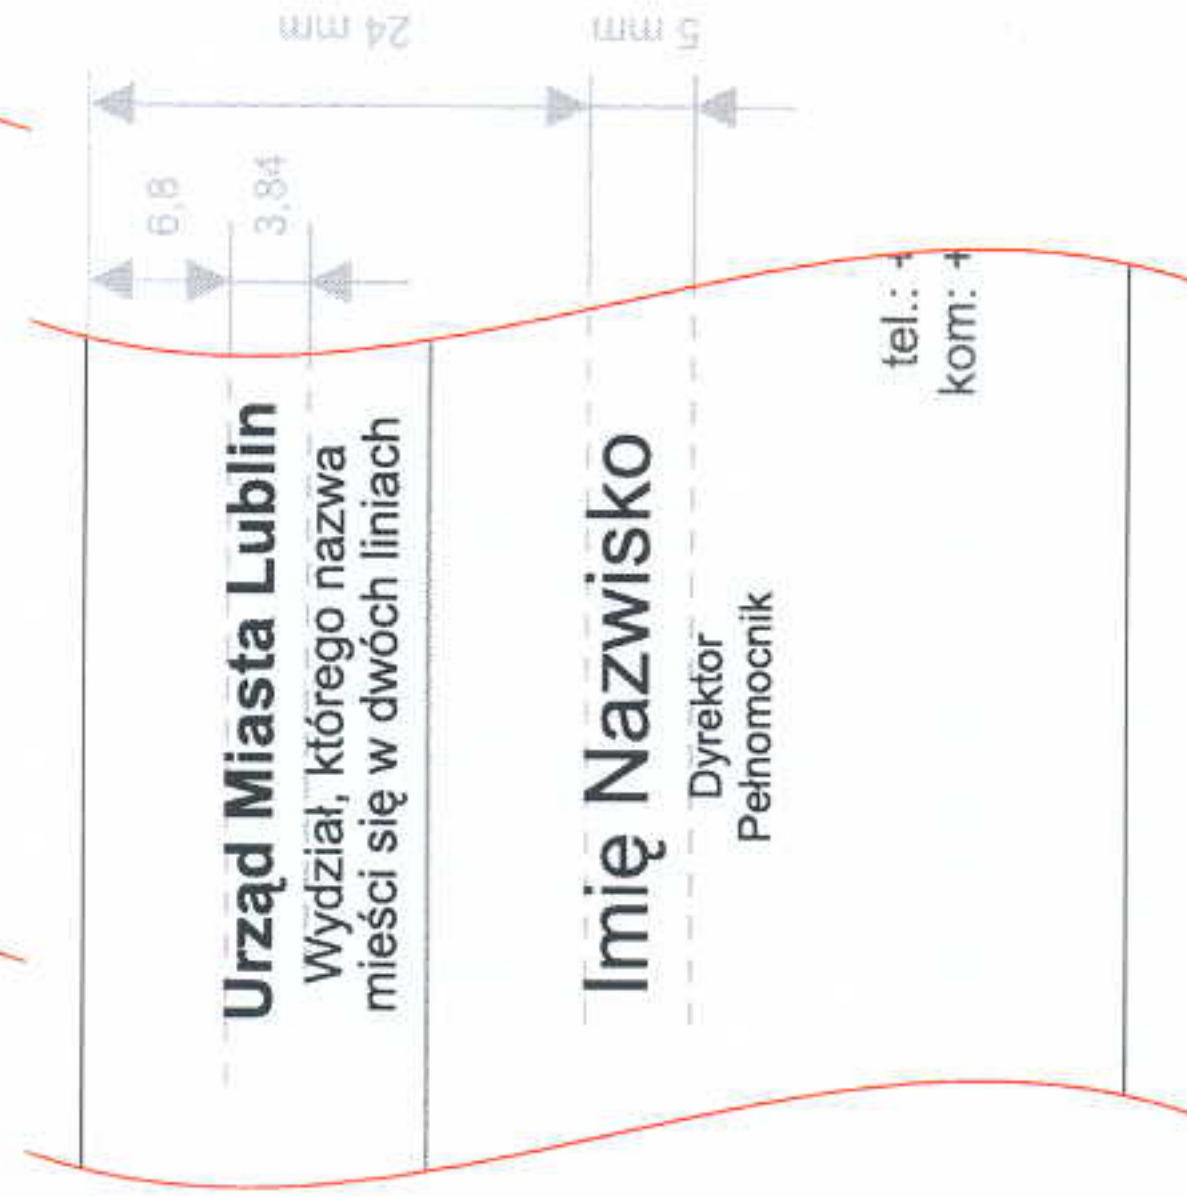 Urząd Miasta Lublin
Wydział, którego nazwa
mieści się w dwóch liniach
Imię Nazwisko
Dyrektor
Pełnomocnik
tel.: +
kom: +
6,8
3,84
24 mm
5 mm